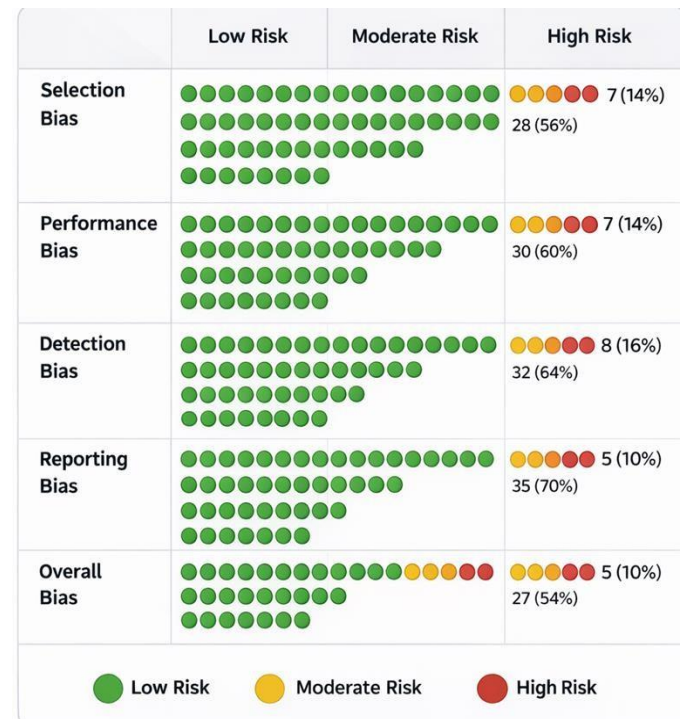 Low Risk Moderate Risk High Risk
Selection
Bias
7 (14%)
28 (56%)
Performance
Bias
7 (14%)
30 (60%)
Detection
Bias
8 (16%)
32 (64%)
Reporting
Bias
5 (10%)
35 (70%)
Overall
Bias
5 (10%)
27 (54%)
Low Risk Moderate Risk High Risk